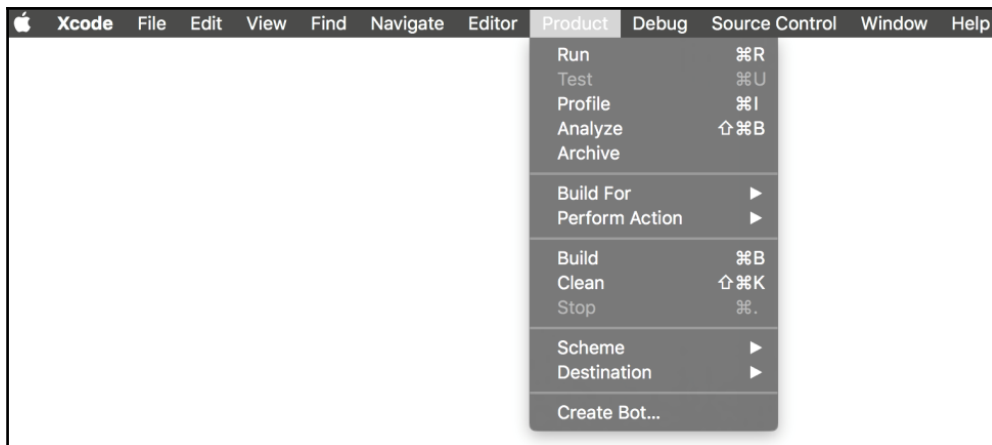 Xcode File Edit View Find Navigate Editor Product Debug Source Control Window Help
Run ⌘R
Test ⌘U
Profile ⌘I
Analyze ⇧⌘B
Archive
Build For ▶
Perform Action ▶
Build ⌘B
Clean ⇧⌘K
Stop ⌘.
Scheme ▶
Destination ▶
Create Bot...